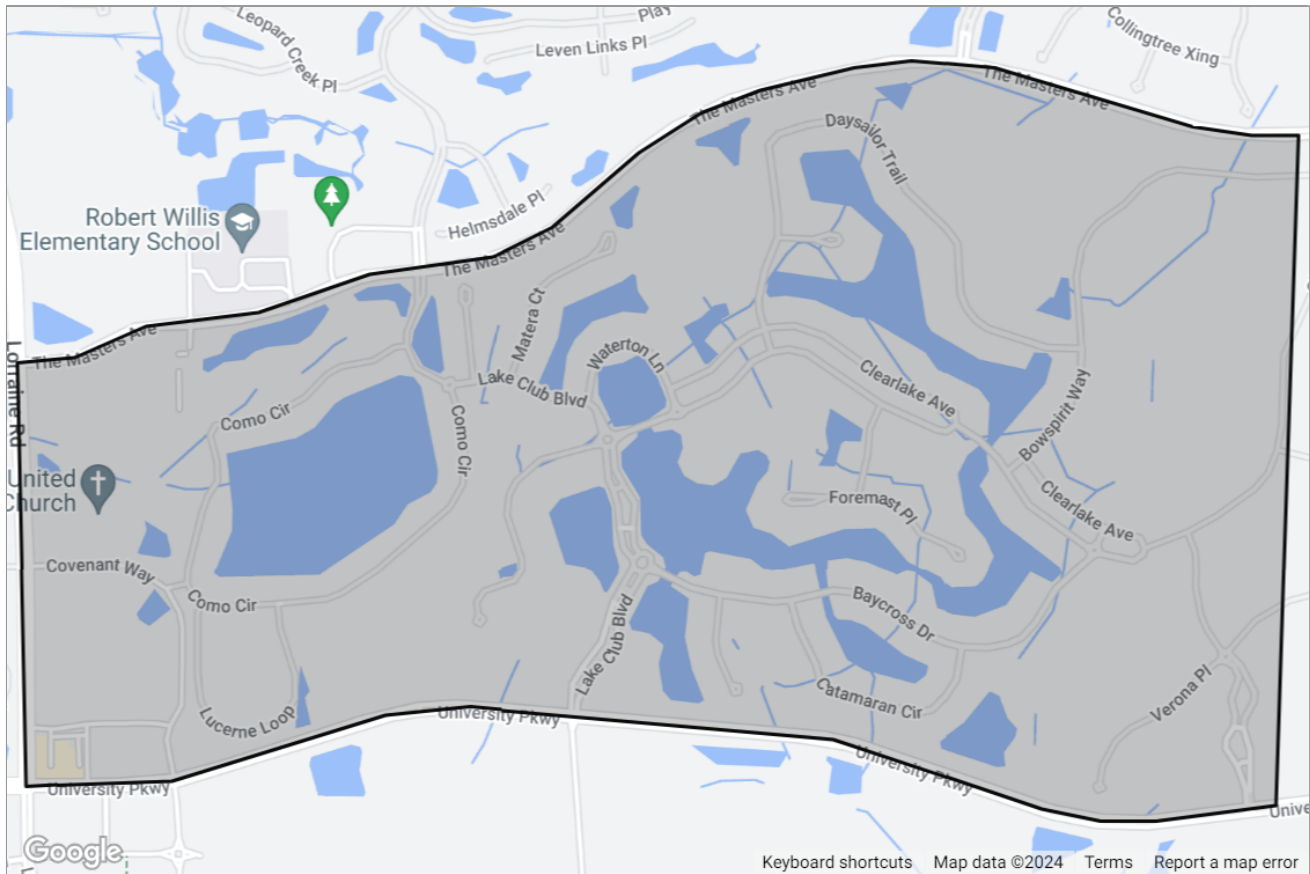 Leopard Creek Pl
Play
Leven Links Pl
Collingtree Xing
The Masters Ave
The Masters Ave
Daysailor Trail
Robert Willis
Elementary School
Helmsdale Pl
The Masters Ave
The Masters Ave
Lorraine Rd
Matera Ct
Waterton Ln
Lake Club Blvd
Clearlake Ave
Como Cir
Como Cir
Bowspirit Way
United
Church
Clearlake Ave
Foremast Pl
Covenant Way
Como Cir
Baycross Dr
Lake Club Blvd
Verona Pl
Catamaran Cir
Lucerne Loop
University Pkwy
University Pkwy
University Pkwy
Unive
Google
Keyboard shortcuts Map data ©2024 Terms Report a map error